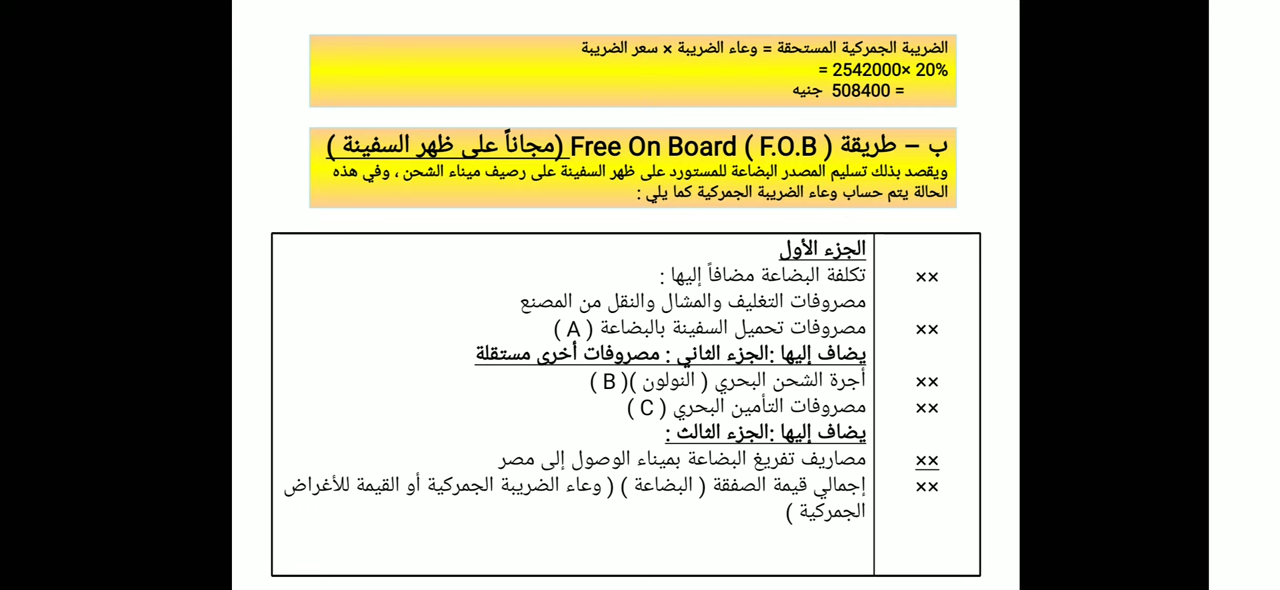 الضريبة الجمركية المستحقة = وعاء الضريبة × سعر الضريبة
= 2542000× 20%
= 508400 جنيه
ب – طريقة ( F.O.B ) Free On Board (مجاناً على ظهر السفينة )
ويقصد بذلك تسليم المصدر البضاعة للمستورد على ظهر السفينة على رصيف ميناء الشحن ، وفي هذه
الحالة يتم حساب وعاء الضريبة الجمركية كما يلي :
الجزء الأول
×× تكلفة البضاعة مضافاً إليها :
مصروفات التغليف والمشال والنقل من المصنع
×× مصروفات تحميل السفينة بالبضاعة ( A )
يضاف إليها :الجزء الثاني : مصروفات أخرى مستقلة
×× أجرة الشحن البحري ( النولون )( B )
×× مصروفات التأمين البحري ( C )
يضاف إليها :الجزء الثالث :
×× مصاريف تفريغ البضاعة بميناء الوصول إلى مصر
×× إجمالي قيمة الصفقة ( البضاعة ) ( وعاء الضريبة الجمركية أو القيمة للأغراض
الجمركية )